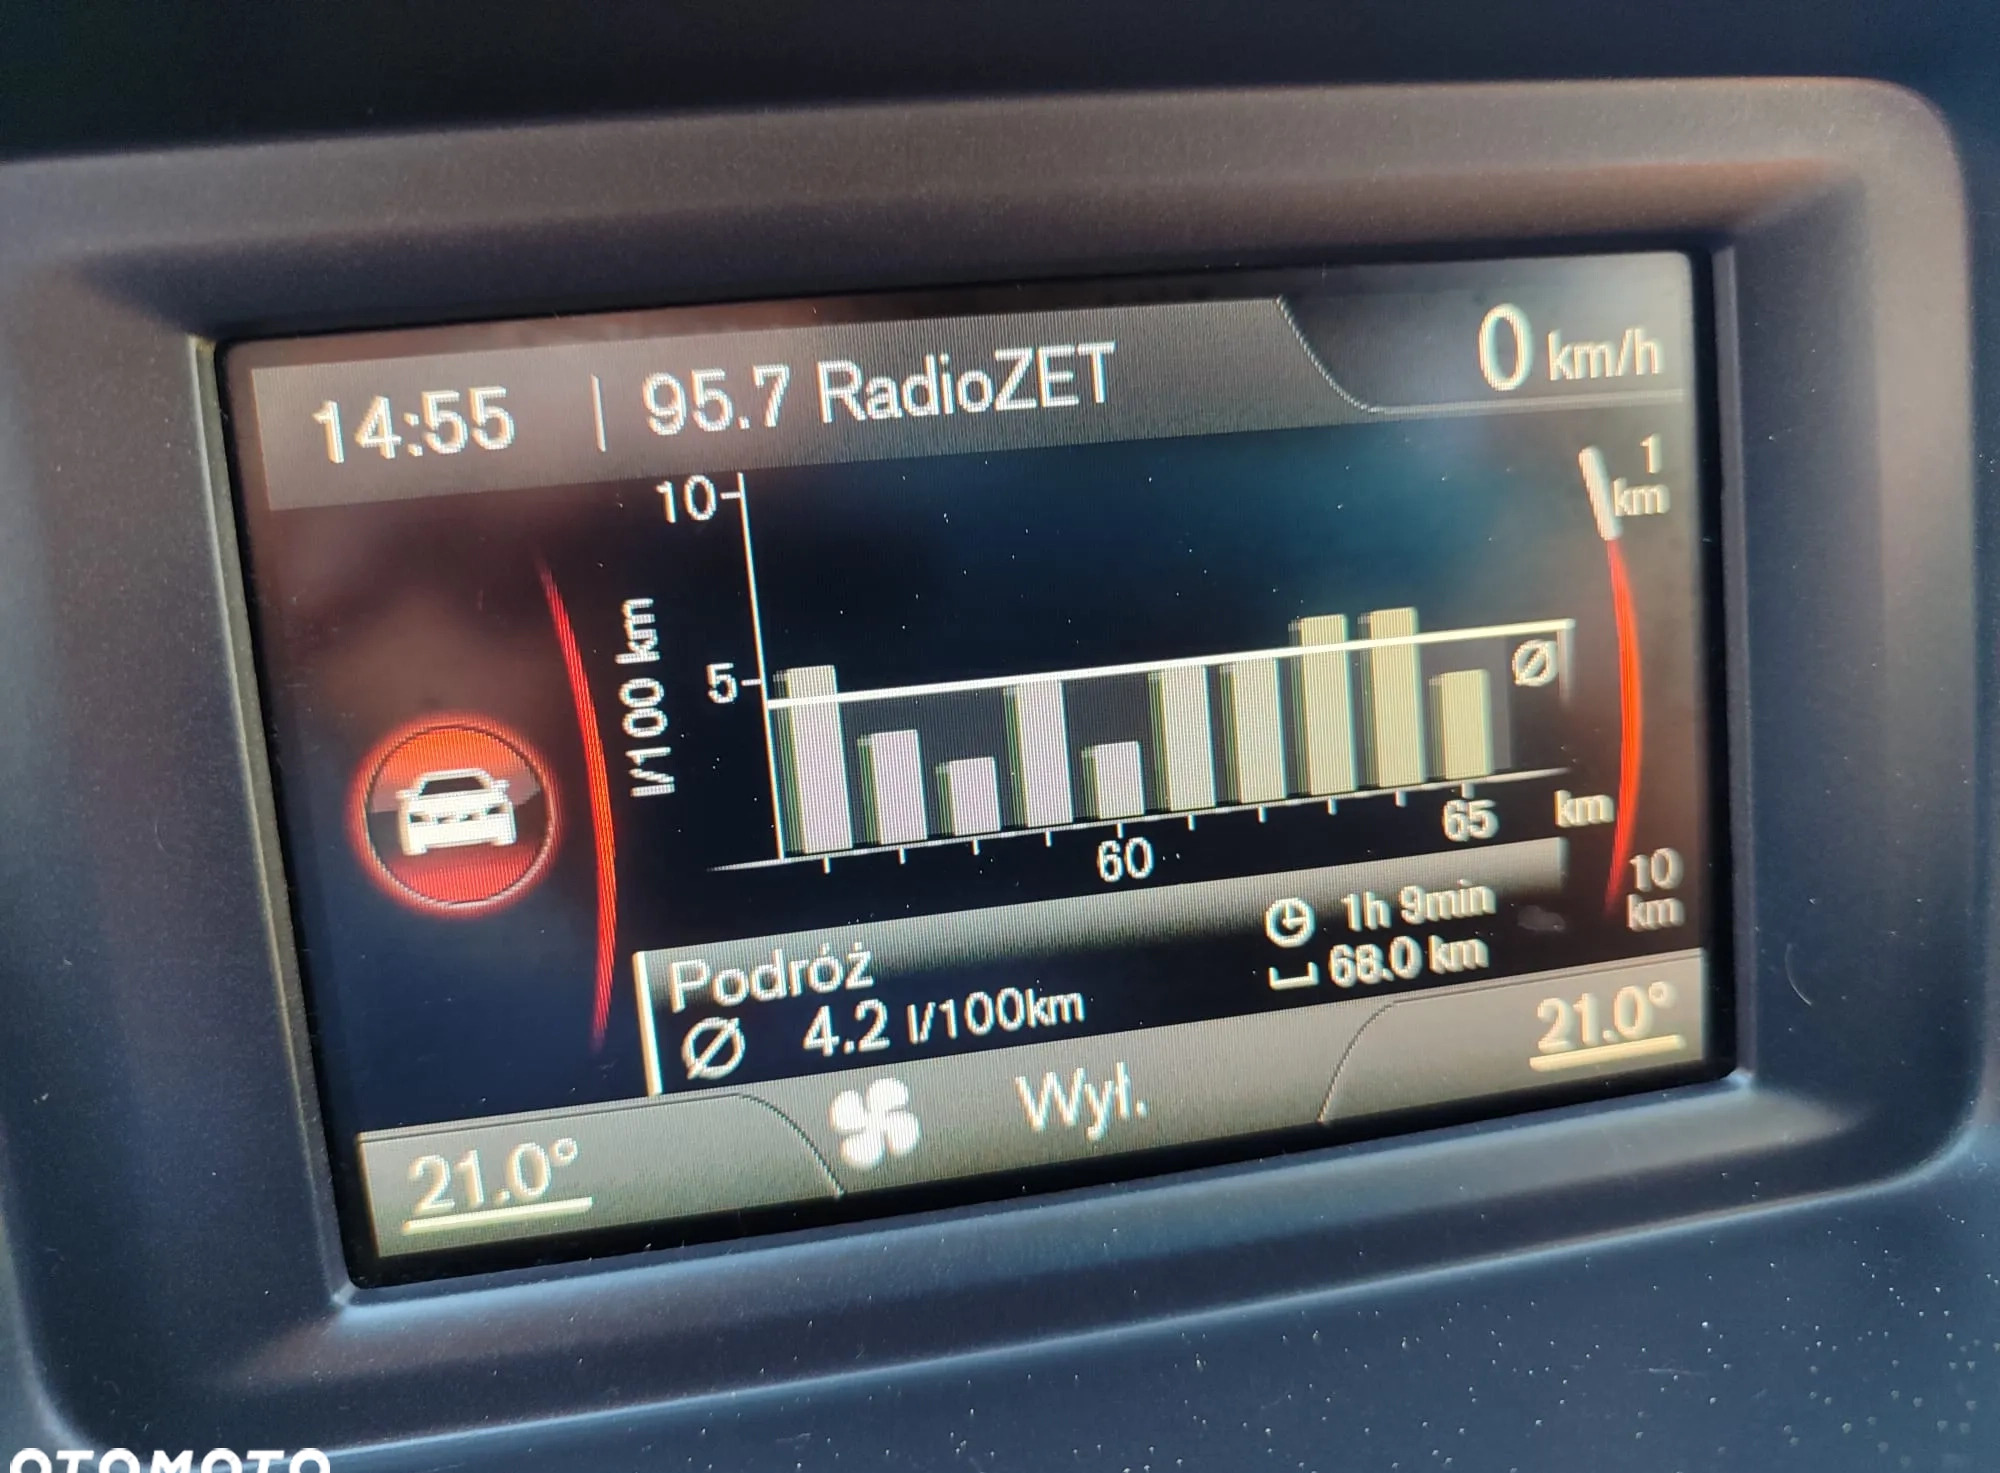 14:55 | 95.7 RadioZET
0 km/h
1
km
10
5
l/100 km
Ø
60
65
km
10
km
Podróż
1h 9min
Ø 4.2 l/100km
68.0 km
21.0°
Wył.
21.0°
OTOMOTO